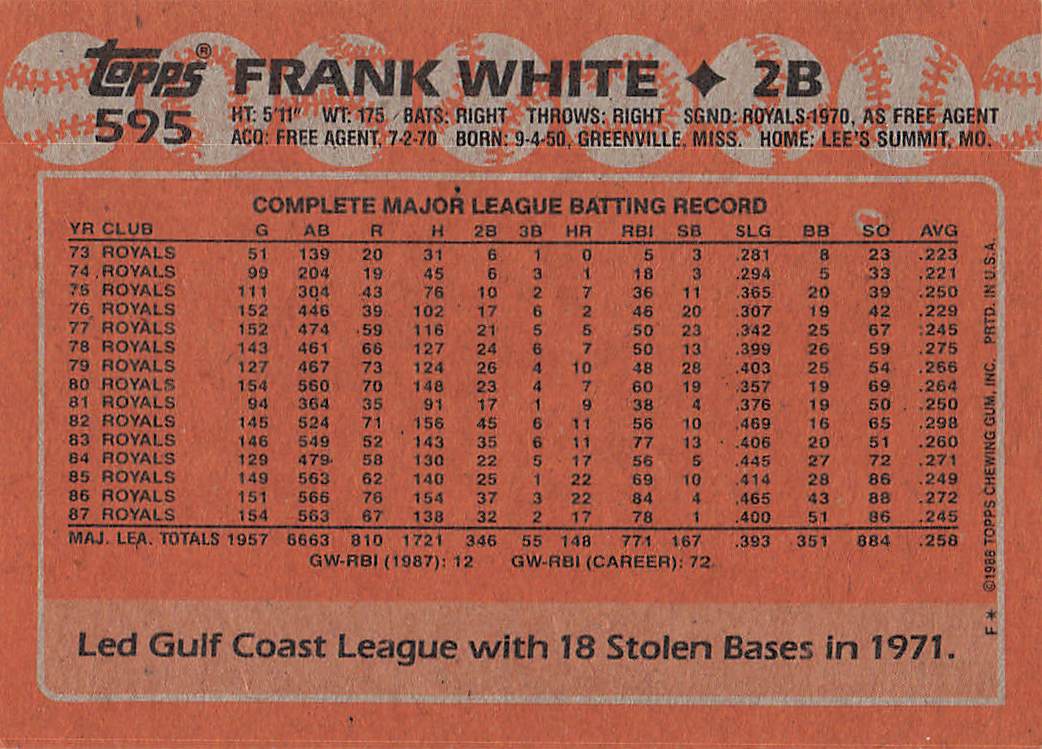 Topps® FRANK WHITE ♦ 2B
595 HT: 5'11" WT: 175 BATS: RIGHT THROWS: RIGHT SGND: ROYALS-1970, AS FREE AGENT
ACQ: FREE AGENT, 7-2-70 BORN: 9-4-50, GREENVILLE, MISS. HOME: LEE'S SUMMIT, MO.
COMPLETE MAJOR LEAGUE BATTING RECORD
YR CLUB G AB R H 2B 3B HR RBI SB SLG BB SO AVG
73 ROYALS 51 139 20 31 6 1 0 5 3 .281 8 23 .223
74 ROYALS 99 204 19 45 6 3 1 18 3 .294 5 33 .221
75 ROYALS 111 304 43 76 10 2 7 36 11 .365 20 39 .250
76 ROYALS 152 446 39 102 17 6 2 46 20 .307 19 42 .229
77 ROYALS 152 474 59 116 21 5 5 50 23 .342 25 67 .245
78 ROYALS 143 461 66 127 24 6 7 50 13 .399 26 59 .275
79 ROYALS 127 467 73 124 26 4 10 48 28 .403 25 54 .266
80 ROYALS 154 560 70 148 23 4 7 60 19 .357 19 69 .264
81 ROYALS 94 364 35 91 17 1 9 38 4 .376 19 50 .250
82 ROYALS 145 524 71 156 45 6 11 56 10 .469 16 65 .298
83 ROYALS 146 549 52 143 35 6 11 77 13 .406 20 51 .260
84 ROYALS 129 479 58 130 22 5 17 56 5 .445 27 72 .271
85 ROYALS 149 563 62 140 25 1 22 69 10 .414 28 86 .249
86 ROYALS 151 566 76 154 37 3 22 84 4 .465 43 88 .272
87 ROYALS 154 563 67 138 32 2 17 78 1 .400 51 86 .245
MAJ. LEA. TOTALS 1957 6663 810 1721 346 55 148 771 167 .393 351 884 .258
GW-RBI (1987): 12 GW-RBI (CAREER): 72
Led Gulf Coast League with 18 Stolen Bases in 1971.
F* ©1988 TOPPS CHEWING GUM, INC. PRTD. IN U.S.A.